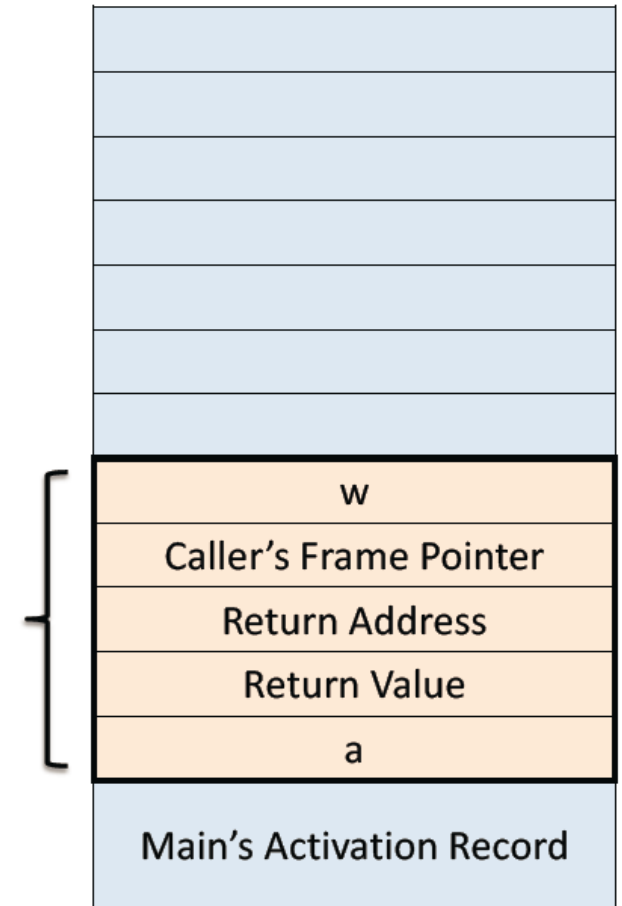 w
Caller’s Frame Pointer
Return Address
Return Value
a
Main’s Activation Record